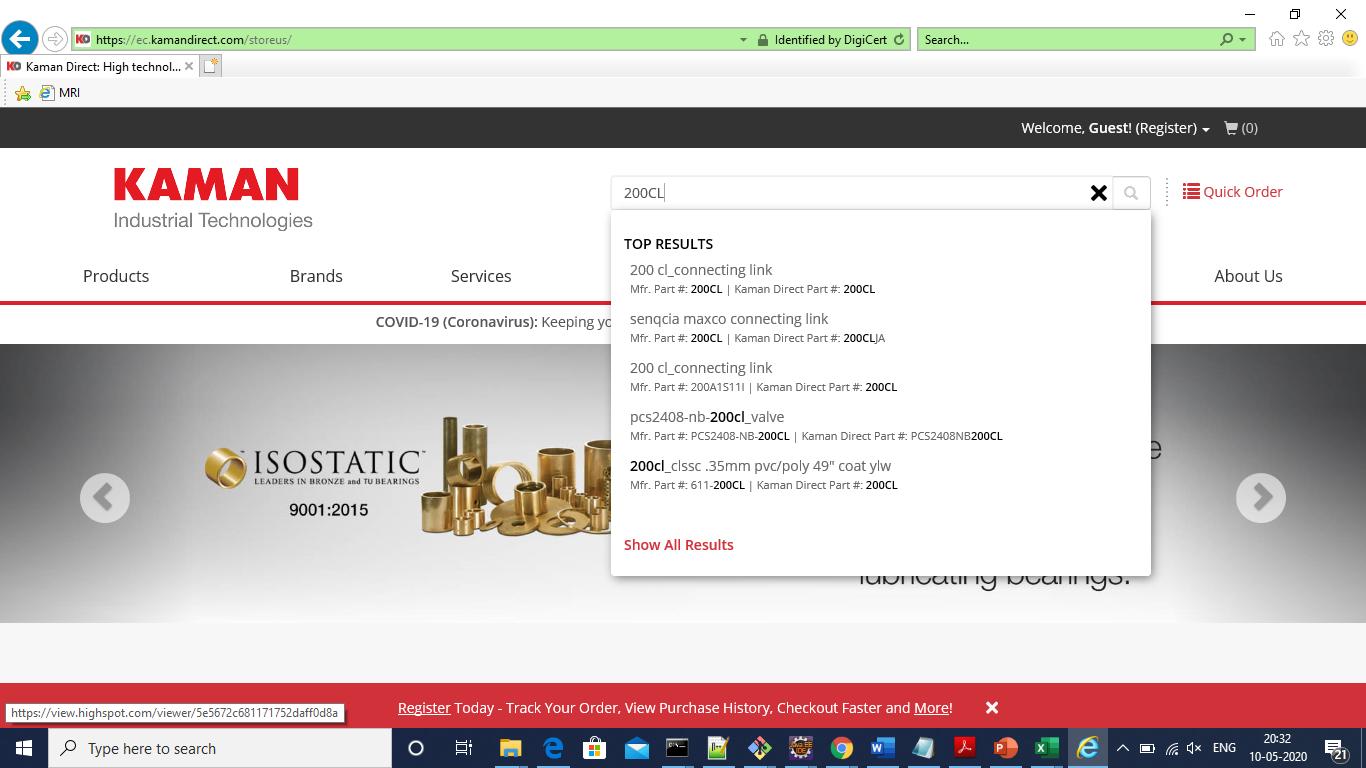 https://ec.kamandirect.com/storeus/
Identified by DigiCert
Search...
KD Kaman Direct: High technol...
MRI
Welcome, Guest! (Register)
(0)
KAMAN
Industrial Technologies
200CL
Quick Order
TOP RESULTS
200 cl_connecting link
Mfr. Part #: 200CL | Kaman Direct Part #: 200CL
senqcia maxco connecting link
Mfr. Part #: 200CL | Kaman Direct Part #: 200CLJA
200 cl_connecting link
Mfr. Part #: 200A1S11I | Kaman Direct Part #: 200CL
pcs2408-nb-200cl_valve
Mfr. Part #: PCS2408-NB-200CL | Kaman Direct Part #: PCS2408NB200CL
200cl_clssc .35mm pvc/poly 49" coat ylw
Mfr. Part #: 611-200CL | Kaman Direct Part #: 200CL
Show All Results
Products Brands Services About Us
COVID-19 (Coronavirus): Keeping yo
ISOSTATIC™
LEADERS IN BRONZE and TU BEARINGS
9001:2015
e
lubricating bearings.
Register Today - Track Your Order, View Purchase History, Checkout Faster and More!
https://view.highspot.com/viewer/5e5672c681171752daff0d8a
Type here to search
ENG
20:32
10-05-2020
21